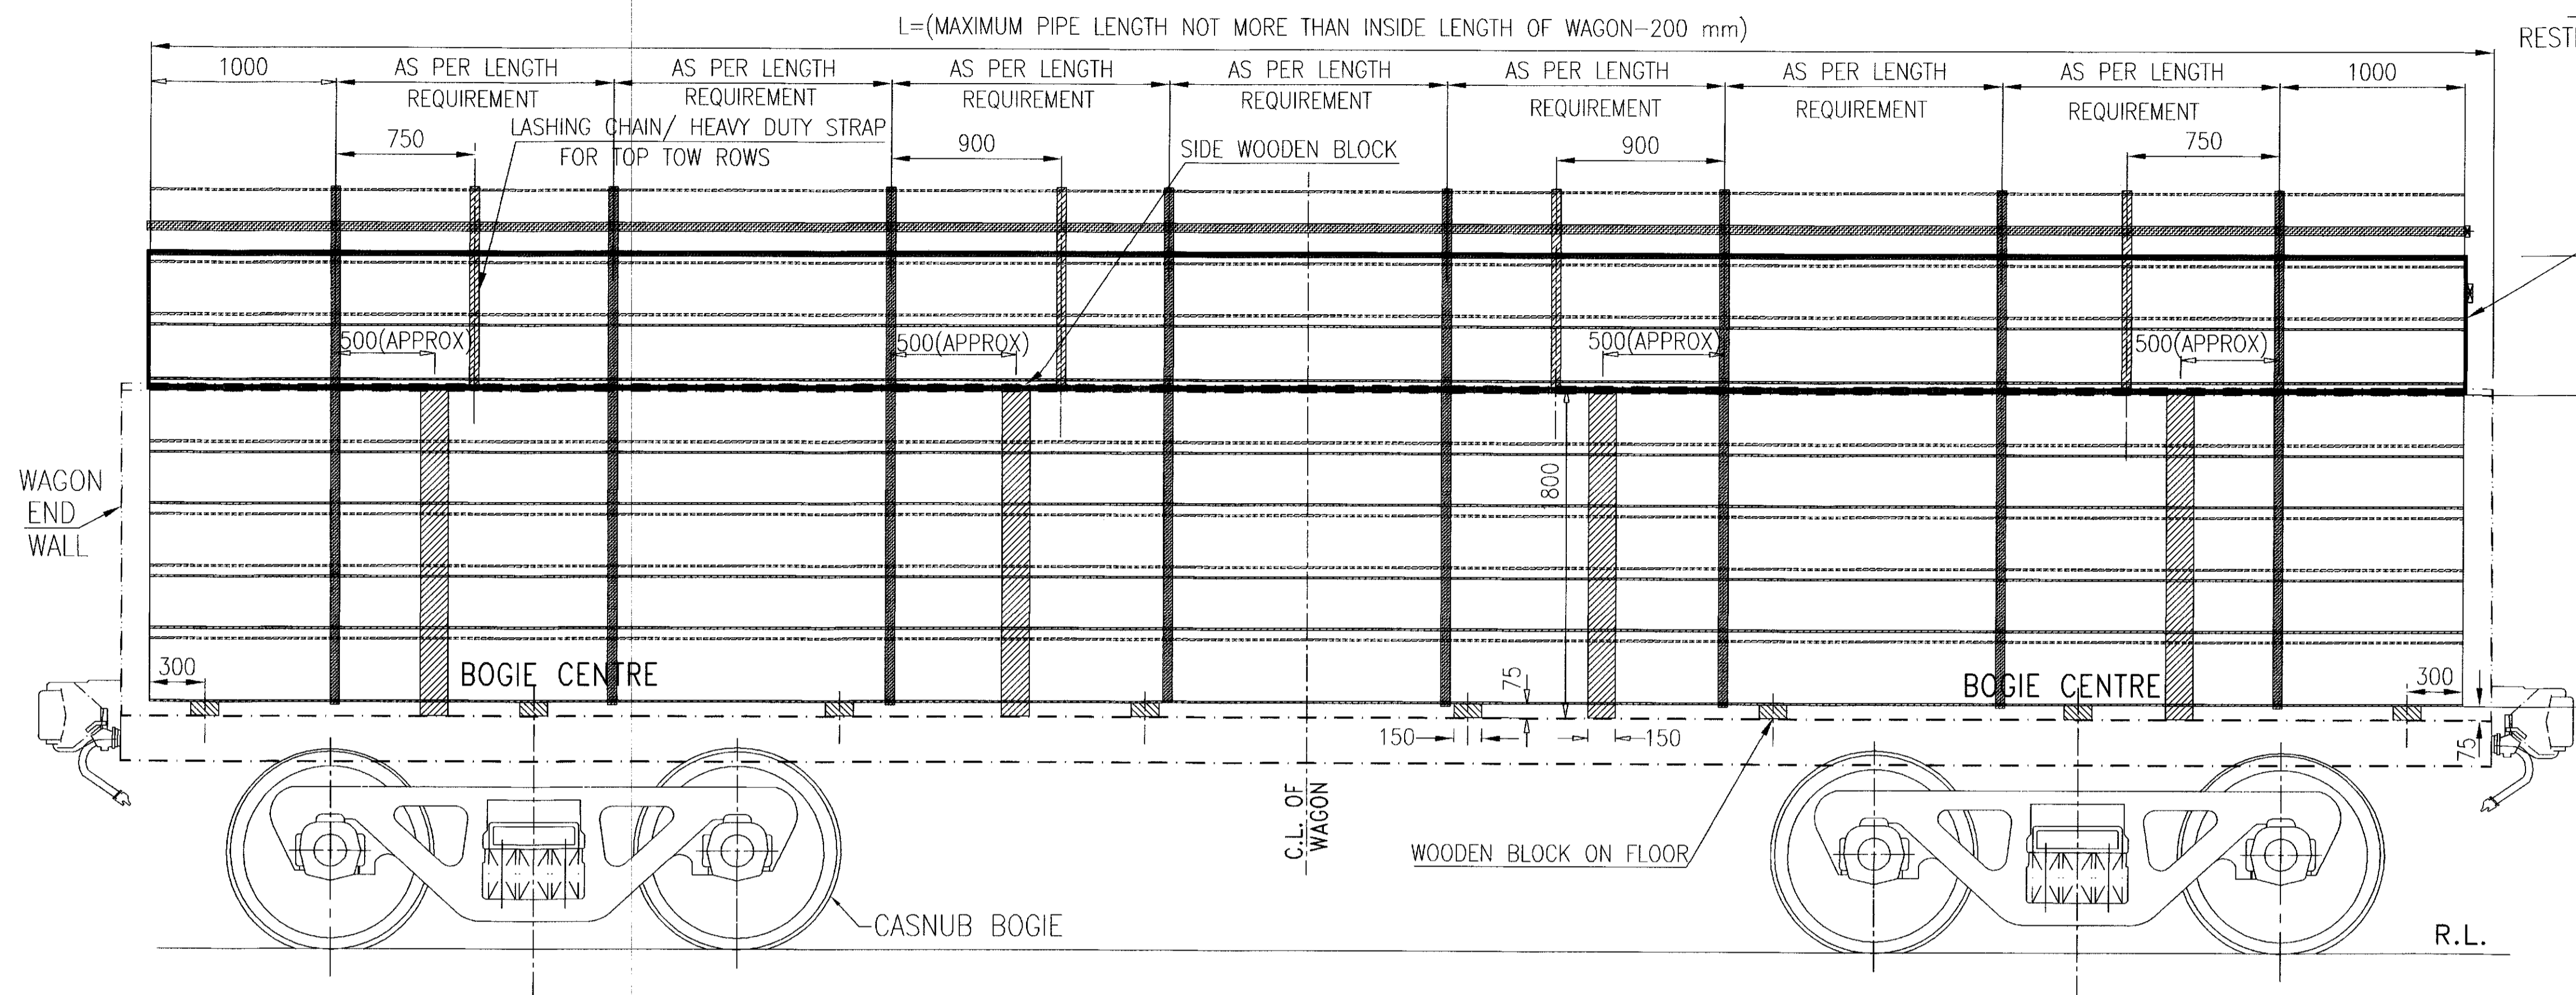 L=(MAXIMUM PIPE LENGTH NOT MORE THAN INSIDE LENGTH OF WAGON-200 mm)
1000
AS PER LENGTH
REQUIREMENT
AS PER LENGTH
REQUIREMENT
AS PER LENGTH
REQUIREMENT
AS PER LENGTH
REQUIREMENT
AS PER LENGTH
REQUIREMENT
AS PER LENGTH
REQUIREMENT
AS PER LENGTH
REQUIREMENT
1000
750
LASHING CHAIN/ HEAVY DUTY STRAP
FOR TOP TOW ROWS
900
SIDE WOODEN BLOCK
900
750
500(APPROX)
500(APPROX)
500(APPROX)
500(APPROX)
WAGON
END
WALL
1800
300
BOGIE CENTRE
75
BOGIE CENTRE
300
150
150
75
C.L. OF
WAGON
WOODEN BLOCK ON FLOOR
CASNUB BOGIE
R.L.